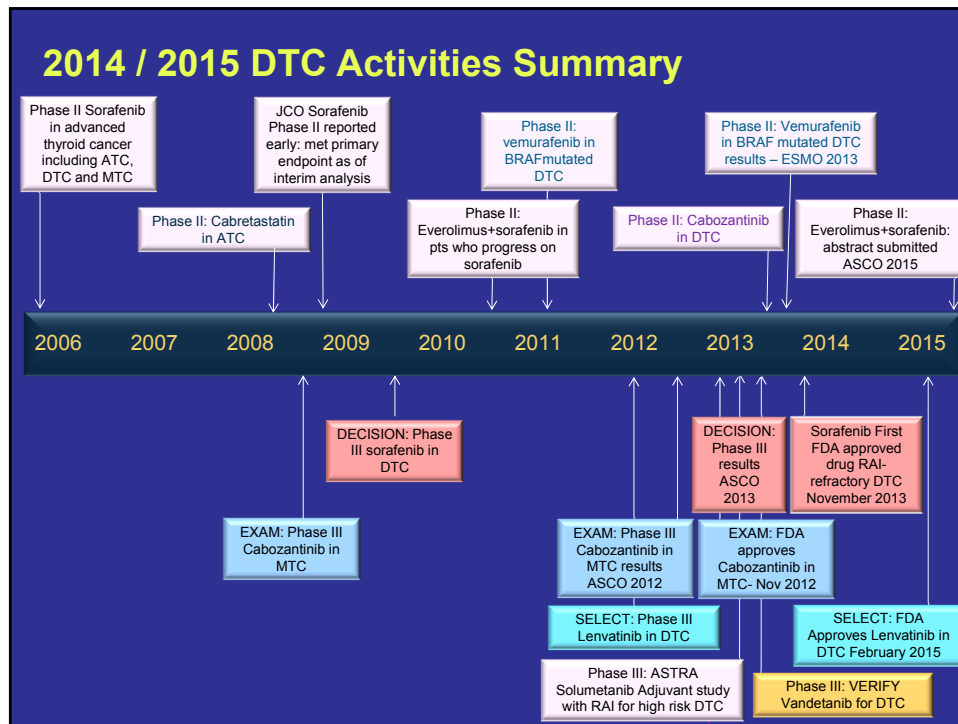 2014 / 2015 DTC Activities Summary
Phase II Sorafenib
in advanced
thyroid cancer
including ATC,
DTC and MTC
JCO Sorafenib
Phase II reported
early: met primary
endpoint as of
interim analysis
Phase II:
vemurafenib in
BRAFmutated
DTC
Phase II: Vemurafenib
in BRAF mutated DTC
results – ESMO 2013
Phase II: Cabretastatin
in ATC
Phase II:
Everolimus+sorafenib in
pts who progress on
sorafenib
Phase II: Cabozantinib
in DTC
Phase II:
Everolimus+sorafenib:
abstract submitted
ASCO 2015
2006 2007 2008 2009 2010 2011 2012 2013 2014 2015
DECISION: Phase
III sorafenib in
DTC
DECISION:
Phase III
results
ASCO
2013
Sorafenib First
FDA approved
drug RAI-
refractory DTC
November 2013
EXAM: Phase III
Cabozantinib in
MTC
EXAM: Phase III
Cabozantinib in
MTC results
ASCO 2012
EXAM: FDA
approves
Cabozantinib in
MTC- Nov 2012
SELECT: Phase III
Lenvatinib in DTC
SELECT: FDA
Approves Lenvatinib in
DTC February 2015
Phase III: ASTRA
Solumetanib Adjuvant study
with RAI for high risk DTC
Phase III: VERIFY
Vandetanib for DTC